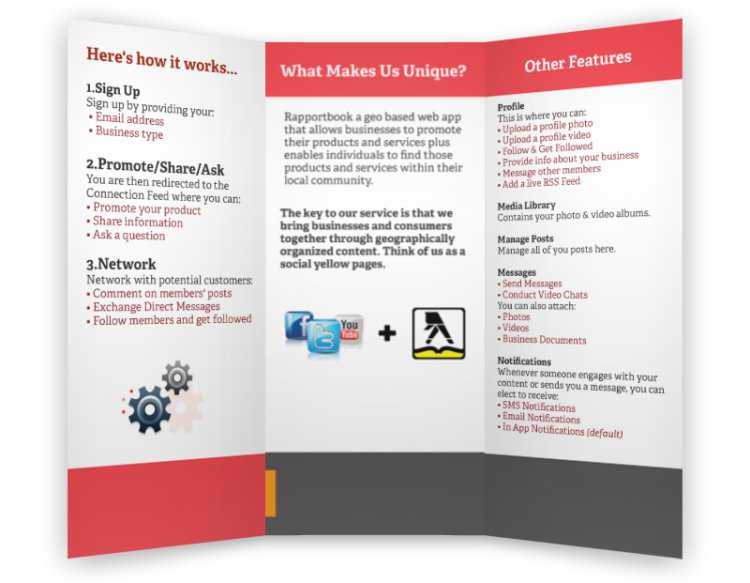 Here's how it works...
1.Sign Up
Sign up by providing your:
• Email address
• Business type
2.Promote/Share/Ask
You are then redirected to the
Connection Feed where you can:
• Promote your product
• Share information
• Ask a question
3.Network
Network with potential customers:
• Comment on members' posts
• Exchange Direct Messages
• Follow members and get followed
What Makes Us Unique?
Rapportbook a geo based web app
that allows businesses to promote
their products and services plus
enables individuals to find those
products and services within their
local community.
The key to our service is that we
bring businesses and consumers
together through geographically
organized content. Think of us as a
social yellow pages.
f
t
You
Tube
+
Other Features
Profile
This is where you can:
• Upload a profile photo
• Upload a profile video
• Follow & Get Followed
• Provide info about your business
• Message other members
• Add a live RSS Feed
Media Library
Contains your photo & video albums.
Manage Posts
Manage all of you posts here.
Messages
• Send Messages
• Conduct Video Chats
You can also attach:
• Photos
• Videos
• Business Documents
Notifications
Whenever someone engages with your
content or sends you a message, you can
elect to receive:
• SMS Notifications
• Email Notifications
• In App Notifications (default)